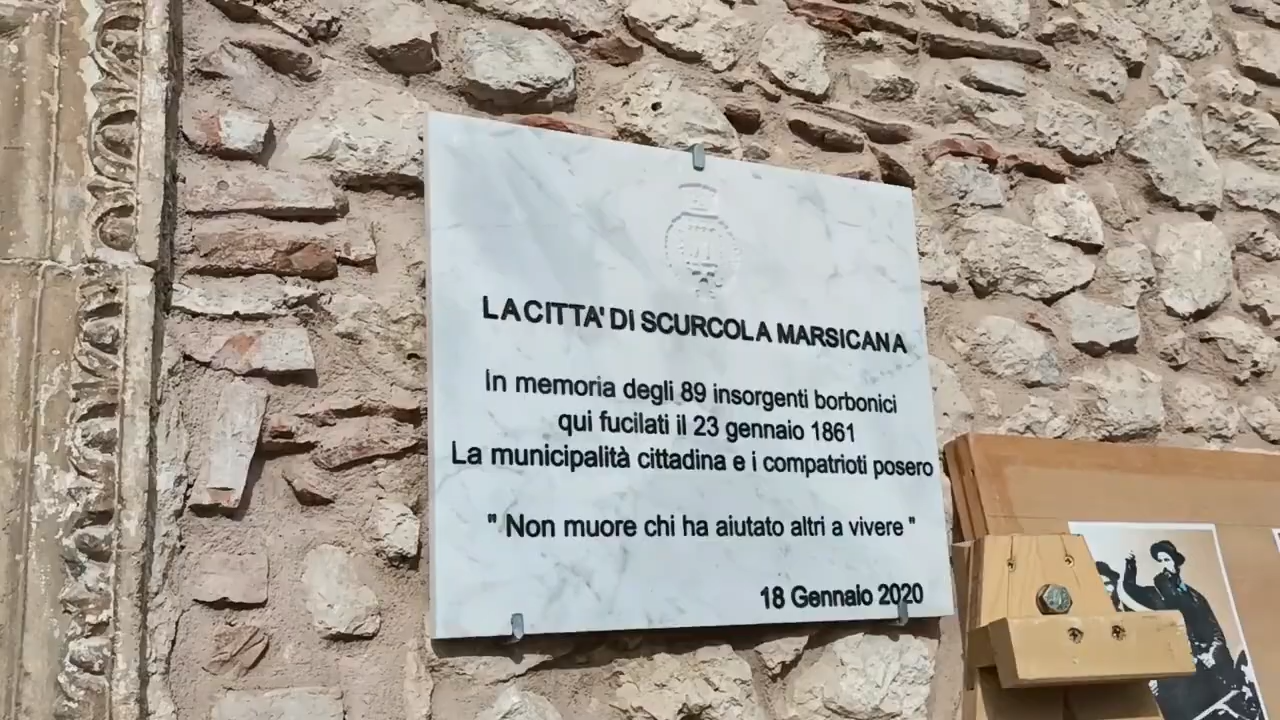 LA CITTA' DI SCURCOLA MARSICANA
In memoria degli 89 insorgenti borbonici
qui fucilati il 23 gennaio 1861
La municipalità cittadina e i compatrioti posero
" Non muore chi ha aiutato altri a vivere "
18 Gennaio 2020